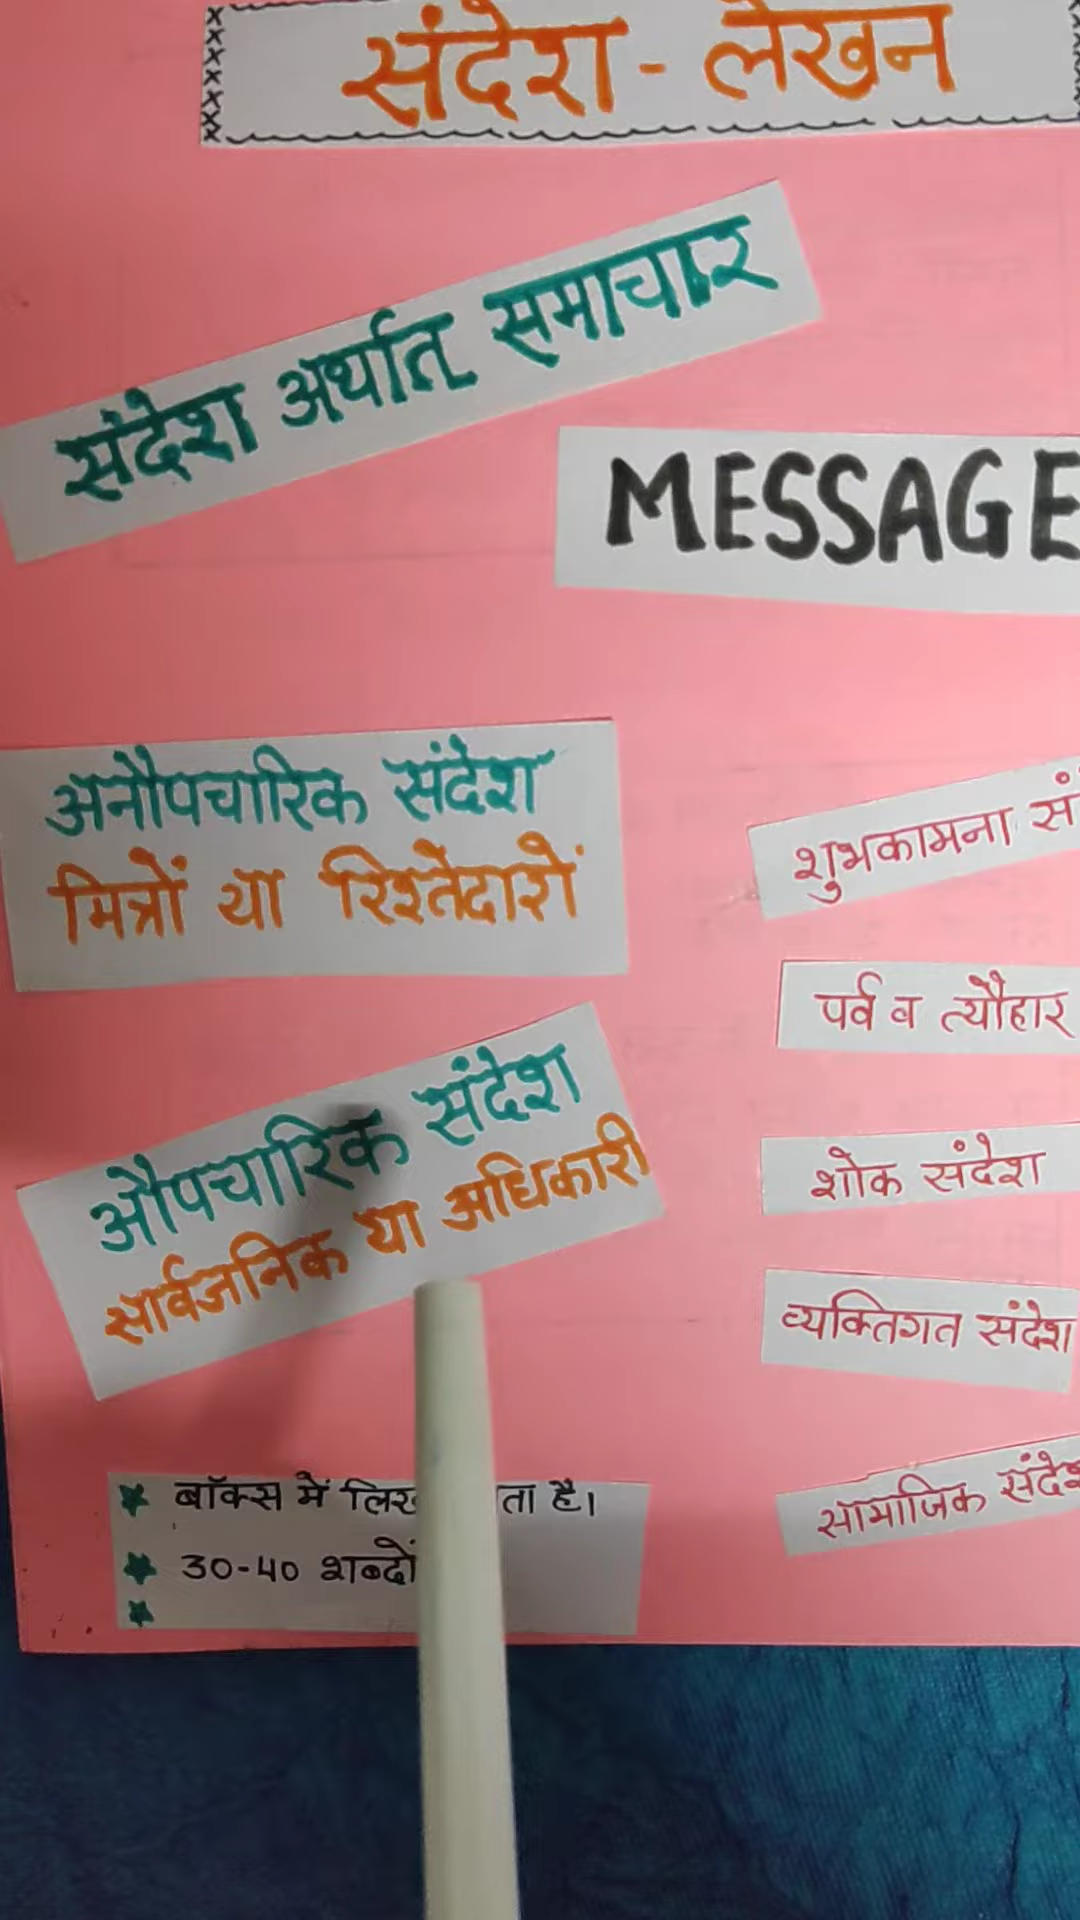 संदेश - लेखन
संदेश अर्थात् समाचार
MESSAGE
अनौपचारिक संदेश
मित्रों या रिश्तेदारों
औपचारिक संदेश
सार्वजनिक या अधिकारी
बॉक्स में ता है।
30-40 शब्दों
शुभकामना
पर्व व त्यौहार
शोक संदेश
व्यक्तिगत संदेश
सामाजिक संदेश